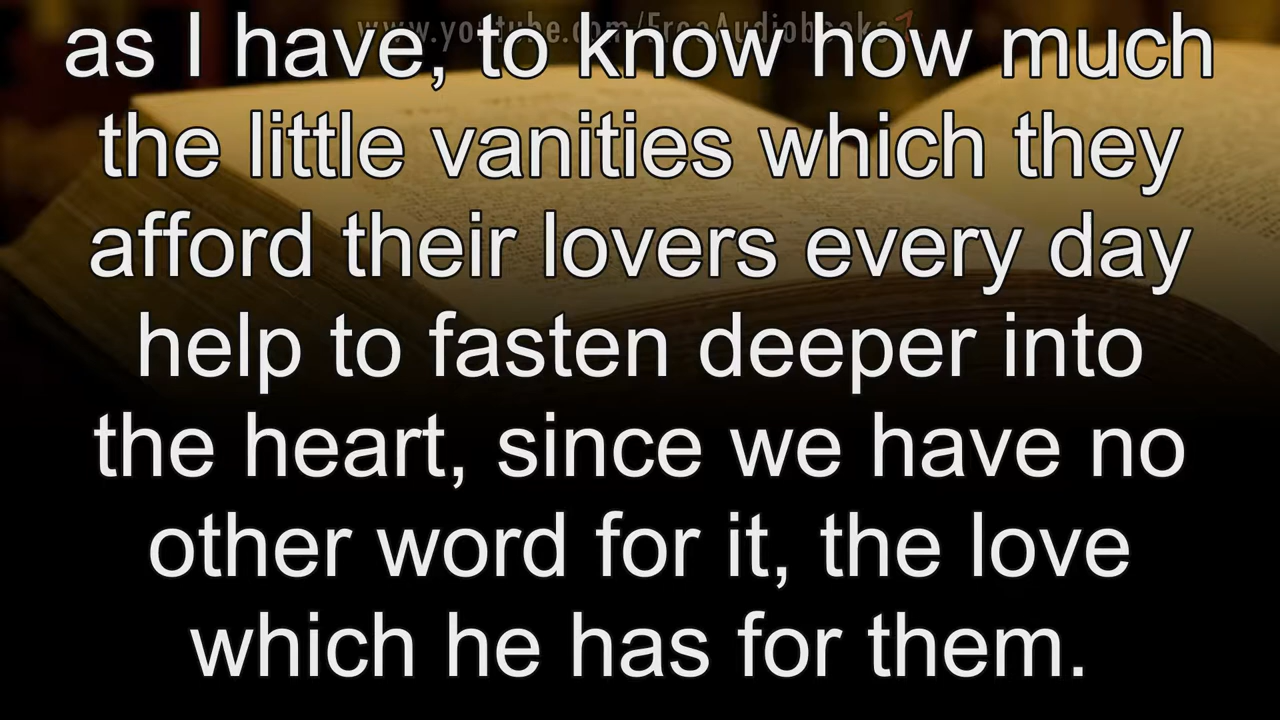 www.youtube.com/FreeAudiobooks
as I have, to know how much
the little vanities which they
afford their lovers every day
help to fasten deeper into
the heart, since we have no
other word for it, the love
which he has for them.